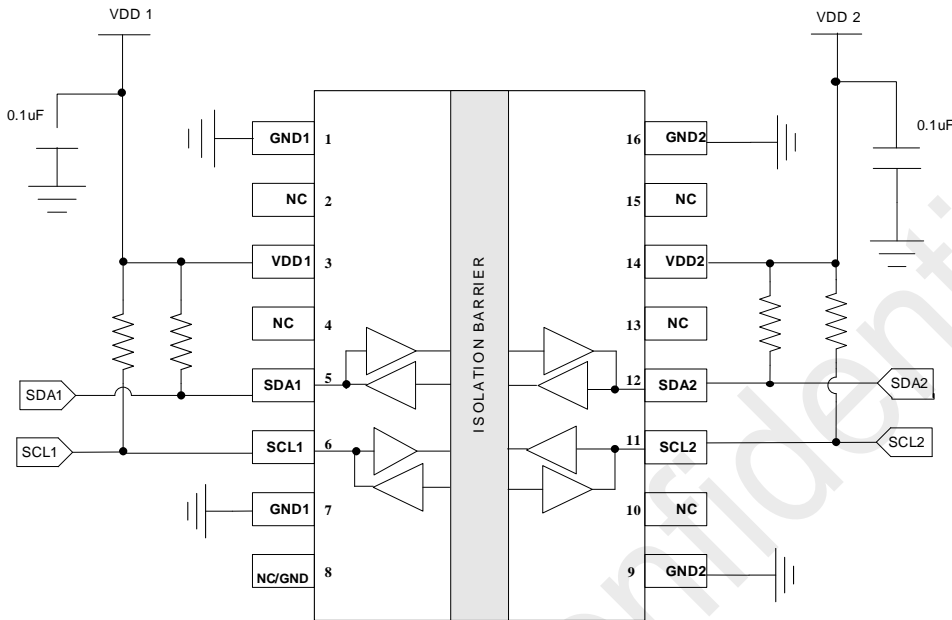 VDD 1
VDD 2
0.1uF
0.1uF
GND1 1
16 GND2
NC 2
15 NC
VDD1 3
14 VDD2
NC 4
13 NC
SDA1
SDA1 5
12 SDA2
SDA2
SCL1
SCL1 6
11 SCL2
SCL2
GND1 7
10 NC
NC/GND 8
9 GND2
ISOLATION BARRIER